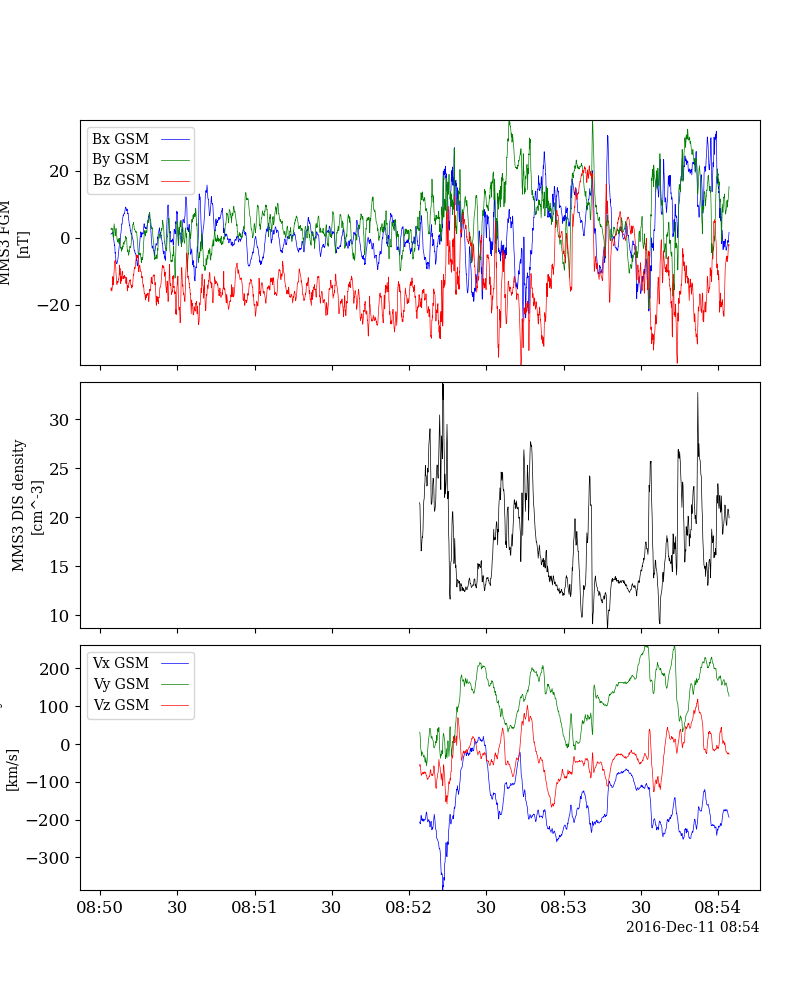 Bx GSM
By GSM
Bz GSM
20
0
−20
MMS3 FGM
[nT]
30
25
20
15
10
MMS3 DIS density
[cm^-3]
Vx GSM
Vy GSM
Vz GSM
200
100
0
−100
−200
−300
[km/s]
08:50 30 08:51 30 08:52 30 08:53 30 08:54
2016-Dec-11 08:54